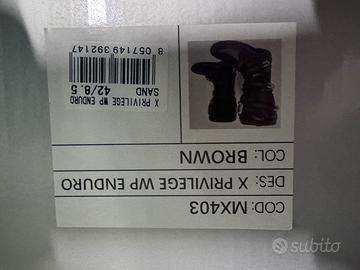 COD: MX403
DES: X PRIVILEGE WP ENDURO
COL: BROWN
X PRIVILEGE WP ENDURO
SAND 42/8.5
8 057149 392147
subito